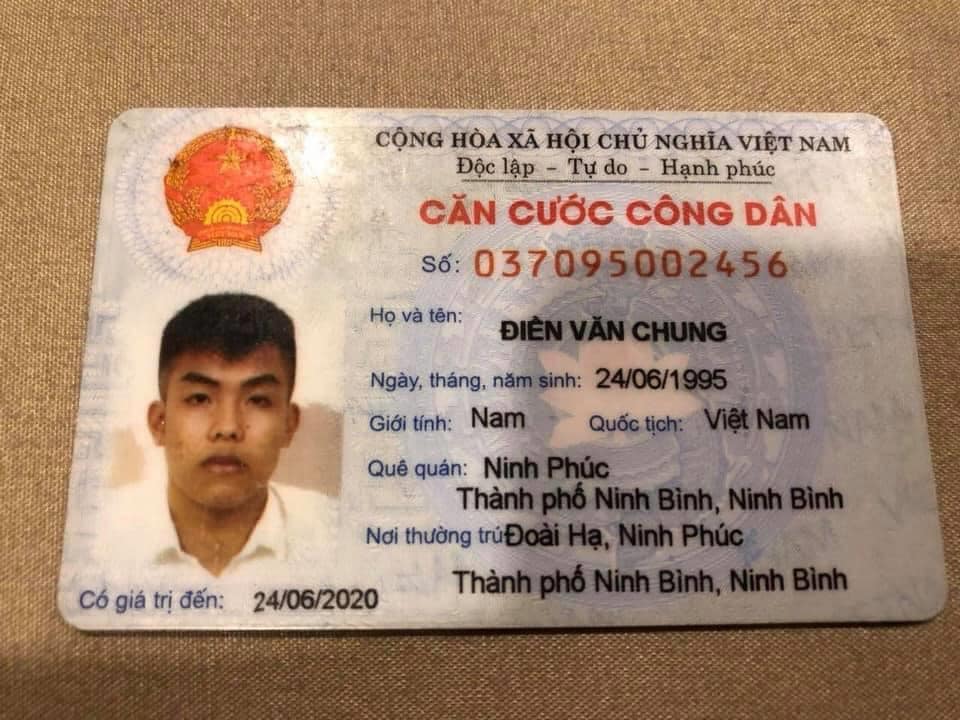 CỘNG HÒA XÃ HỘI CHỦ NGHĨA VIỆT NAM
Độc lập - Tự do - Hạnh phúc
CĂN CƯỚC CÔNG DÂN
Số: 037095002456
Họ và tên: ĐIỀN VĂN CHUNG
Ngày, tháng, năm sinh: 24/06/1995
Giới tính: Nam Quốc tịch: Việt Nam
Quê quán: Ninh Phúc
Thành phố Ninh Bình, Ninh Bình
Nơi thường trú: Đoài Hạ, Ninh Phúc
Thành phố Ninh Bình, Ninh Bình
Có giá trị đến: 24/06/2020